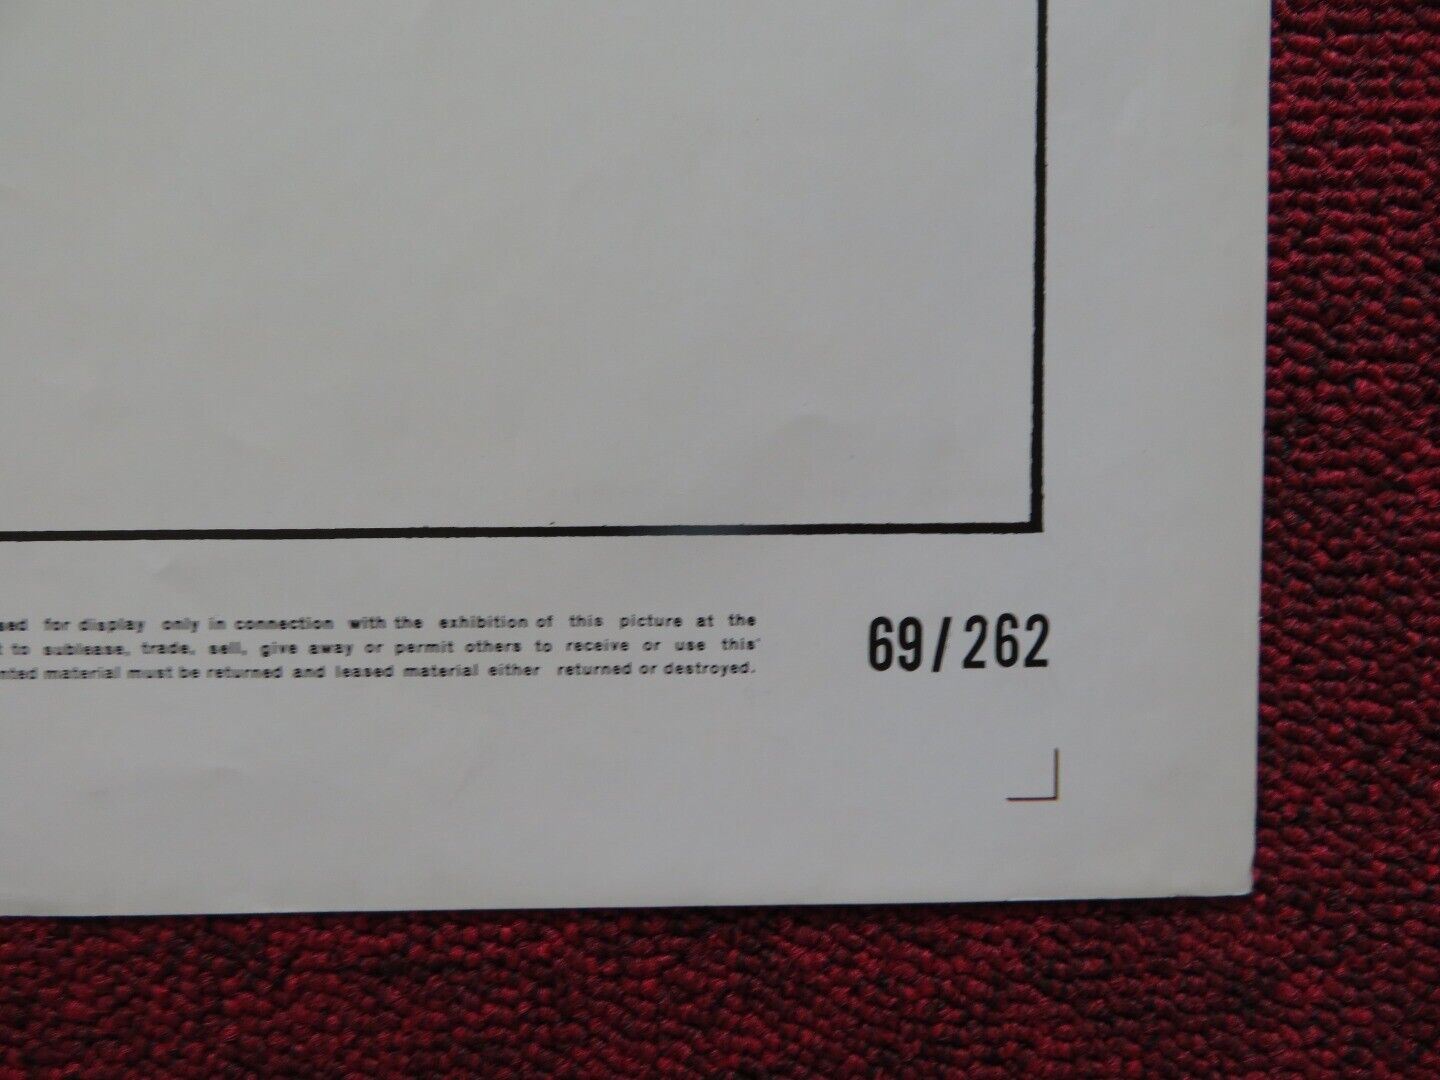 sed for display only in connection with the exhibition of this picture at the
t to sublease, trade, sell, give away or permit others to receive or use this
nted material must be returned and leased material either returned or destroyed.
69/262